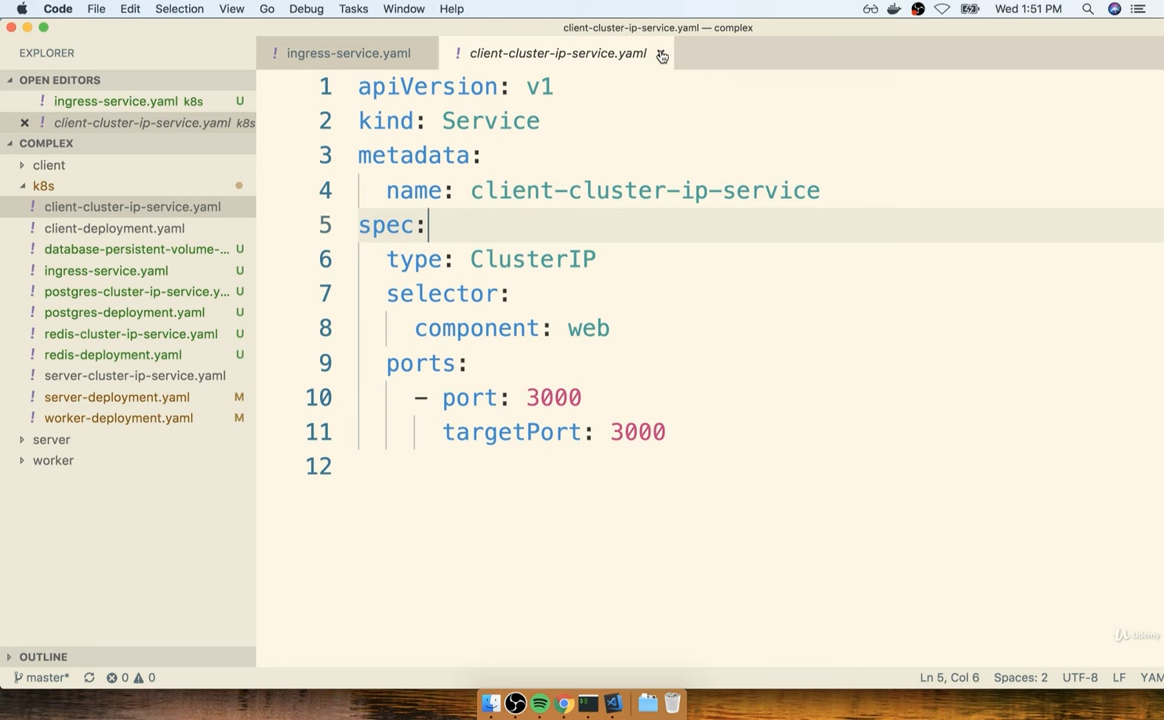 Code File Edit Selection View Go Debug Tasks Window Help Wed 1:51 PM
client-cluster-ip-service.yaml — complex
EXPLORER
! ingress-service.yaml
! client-cluster-ip-service.yaml
OPEN EDITORS
! ingress-service.yaml k8s U
! client-cluster-ip-service.yaml k8s
COMPLEX
client
k8s
! client-cluster-ip-service.yaml
! client-deployment.yaml
! database-persistent-volume-... U
! ingress-service.yaml U
! postgres-cluster-ip-service.y... U
! postgres-deployment.yaml U
! redis-cluster-ip-service.yaml U
! redis-deployment.yaml U
! server-cluster-ip-service.yaml
! server-deployment.yaml M
! worker-deployment.yaml M
server
worker
OUTLINE
1 apiVersion: v1
2 kind: Service
3 metadata:
4 name: client-cluster-ip-service
5 spec:
6 type: ClusterIP
7 selector:
8 component: web
9 ports:
10 - port: 3000
11 targetPort: 3000
12
Udemy
master* 0 0 Ln 5, Col 6 Spaces: 2 UTF-8 LF YAM